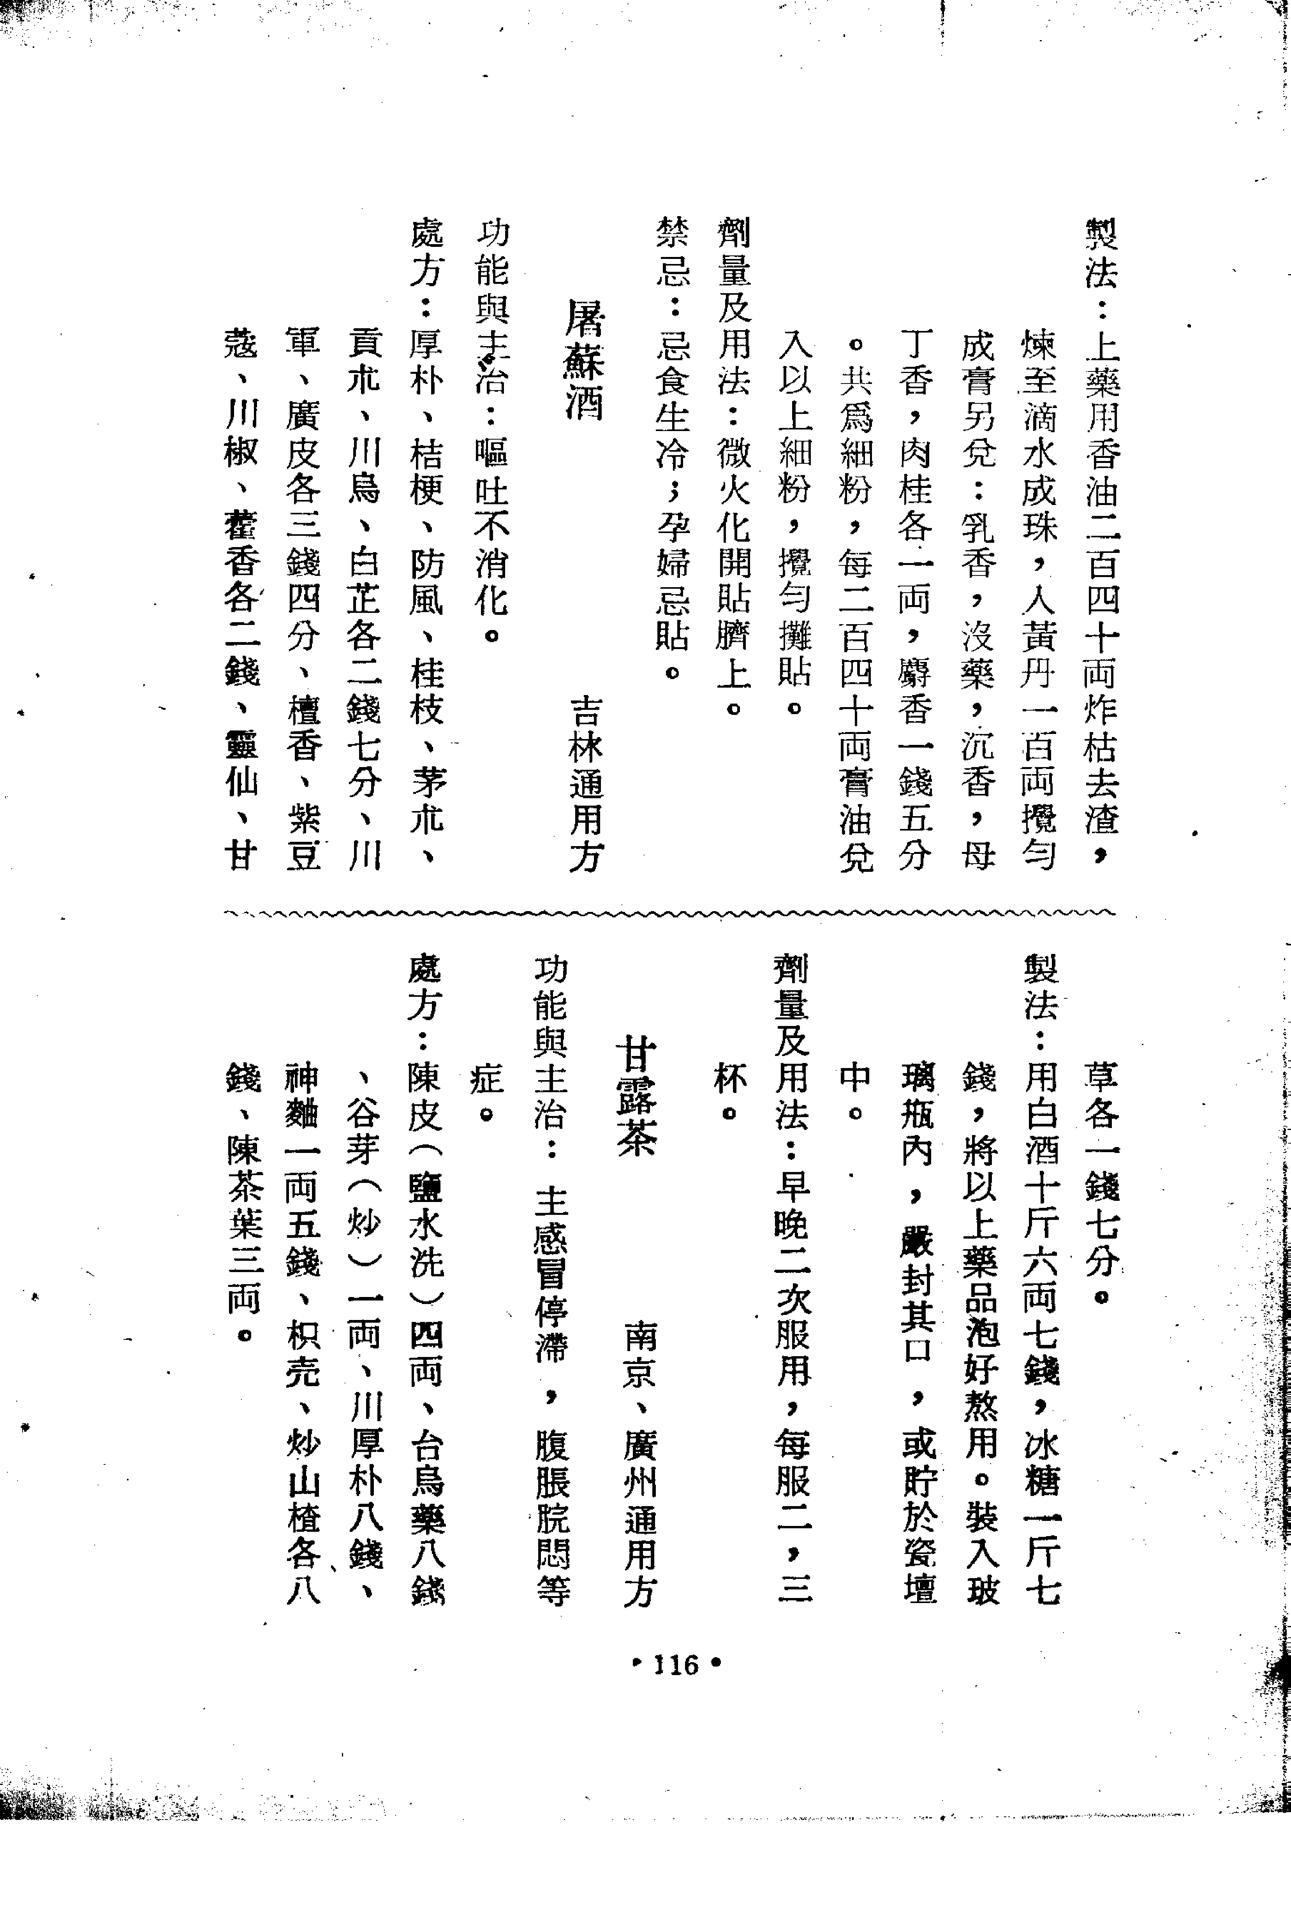 製法：上藥用香油二百四十両炸枯去渣，
煉至滴水成珠，人黃丹一百両攪勻
成膏另兌：乳香，沒藥，沉香，母
丁香，肉桂各一両，麝香一錢五分
。共爲細粉，每二百四十両膏油兌
入以上細粉，攪勻攤貼。
劑量及用法：微火化開貼臍上。
禁忌：忌食生冷；孕婦忌貼。
屠蘇酒　吉林通用方
功能與主治：嘔吐不消化。
處方：厚朴、桔梗、防風、桂枝、茅朮、
貢朮、川烏、白芷各二錢七分、川
軍、廣皮各三錢四分、檀香、紫豆
蔻、川椒、藿香各二錢、靈仙、甘
草各一錢七分。
製法：用白酒十斤六両七錢，冰糖一斤七
錢，將以上藥品泡好熬用。裝入玻
璃瓶內，嚴封其口，或貯於瓷壇
中。
劑量及用法：早晚二次服用，每服二，三
杯。
甘露茶　南京、廣州通用方
功能與主治：主感冒停滯，腹脹脘悶等
症。
處方：陳皮（鹽水洗）四両、台烏藥八錢
、谷芽（炒）一両、川厚朴八錢、
神麯一両五錢、枳壳、炒山楂各八
錢、陳茶葉三両。
•116•